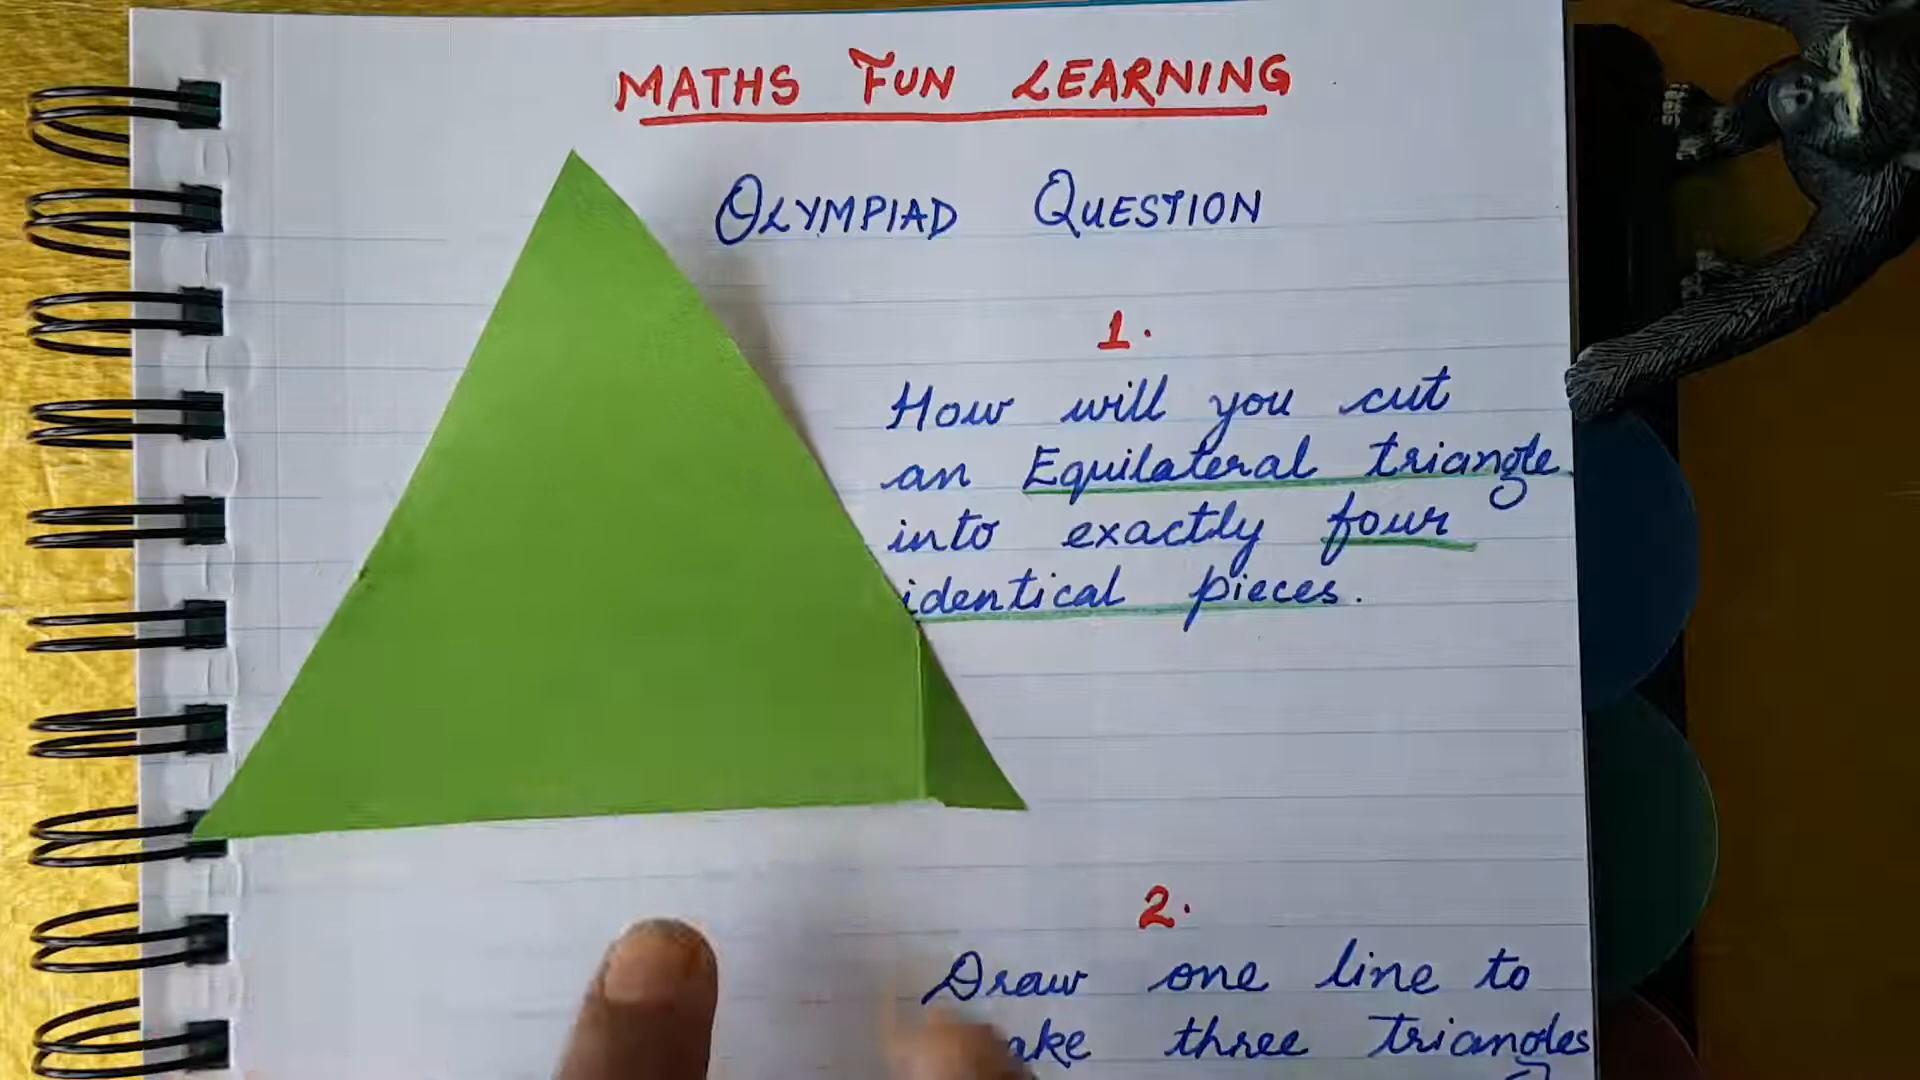 MATHS FUN LEARNING
OLYMPIAD QUESTION
1.
How will you cut
an Equilateral triangle
into exactly four
identical pieces.
2.
Draw one line to
three triangles